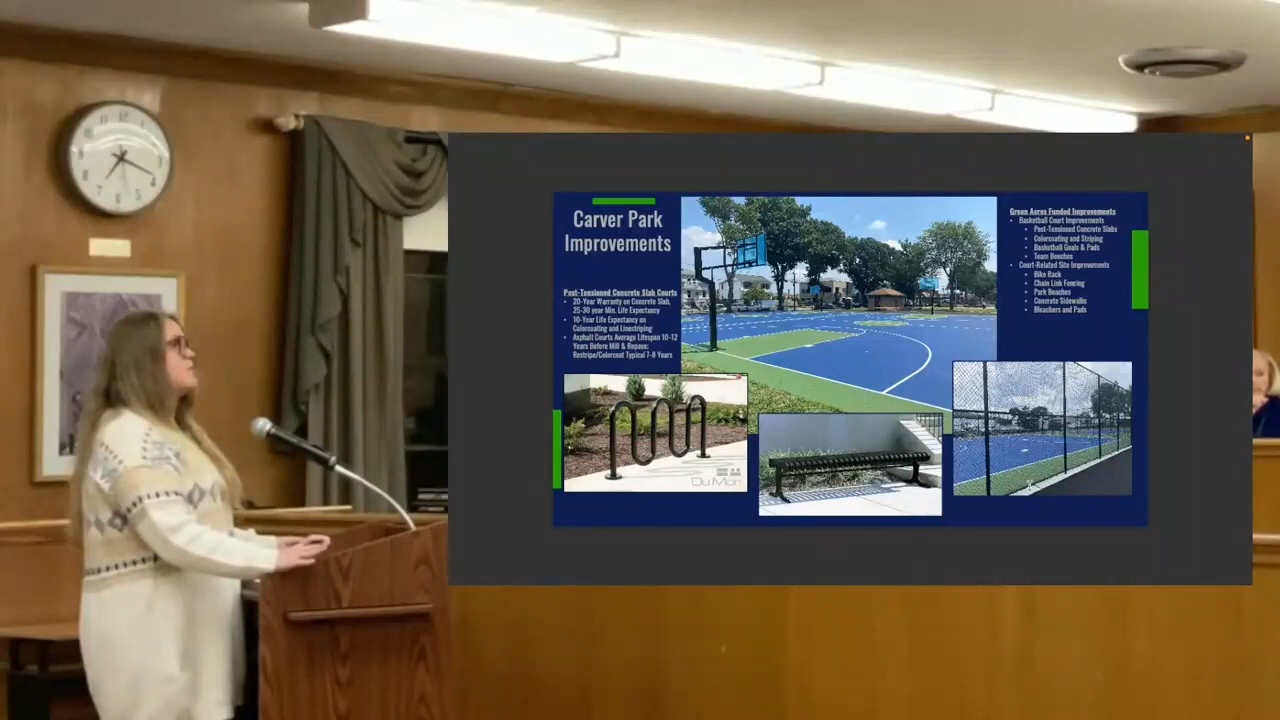 Carver Park
Improvements
Post-Tensioned Concrete Slab Courts
• 20-Year Warranty on Concrete Slab,
25-30 year Min. Life Expectancy
• 10-Year Life Expectancy on
Colorcoating and Linestriping
• Asphalt Courts Average Lifespan 10-12
Years Before Mill & Repave;
Restripe/Colorcoat Typical 7-8 Years
Green Acres Funded Improvements
• Basketball Court Improvements
• Post-Tensioned Concrete Slabs
• Colorcoating and Striping
• Basketball Goals & Pads
• Team Benches
• Court-Related Site Improvements
• Bike Rack
• Chain Link Fencing
• Park Benches
• Concrete Sidewalks
• Bleachers and Pads
DuMor